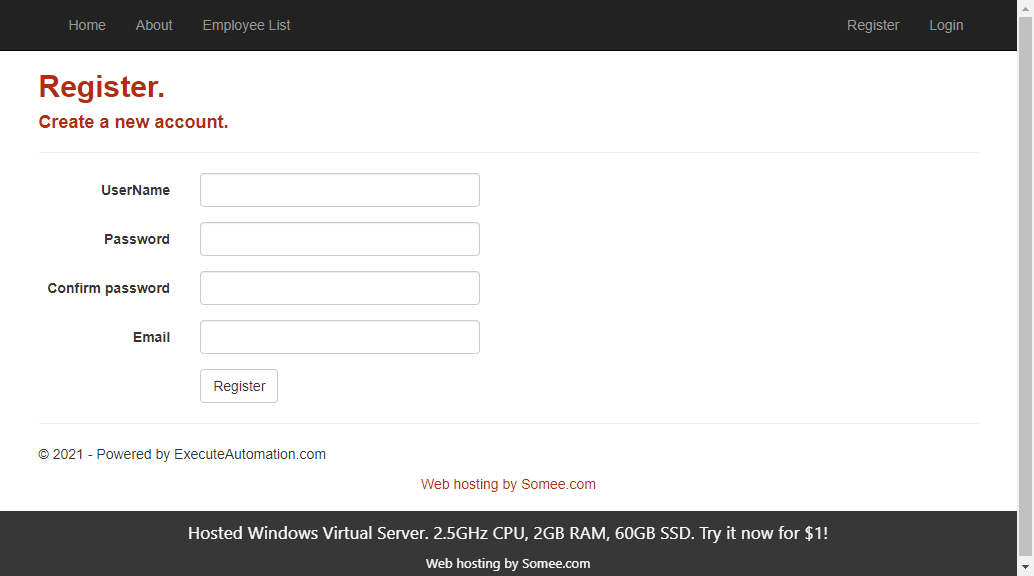 Home About Employee List Register Login
Register.
Create a new account.
UserName
Password
Confirm password
Email
Register
© 2021 - Powered by ExecuteAutomation.com
Web hosting by Somee.com
Hosted Windows Virtual Server. 2.5GHz CPU, 2GB RAM, 60GB SSD. Try it now for $1!
Web hosting by Somee.com